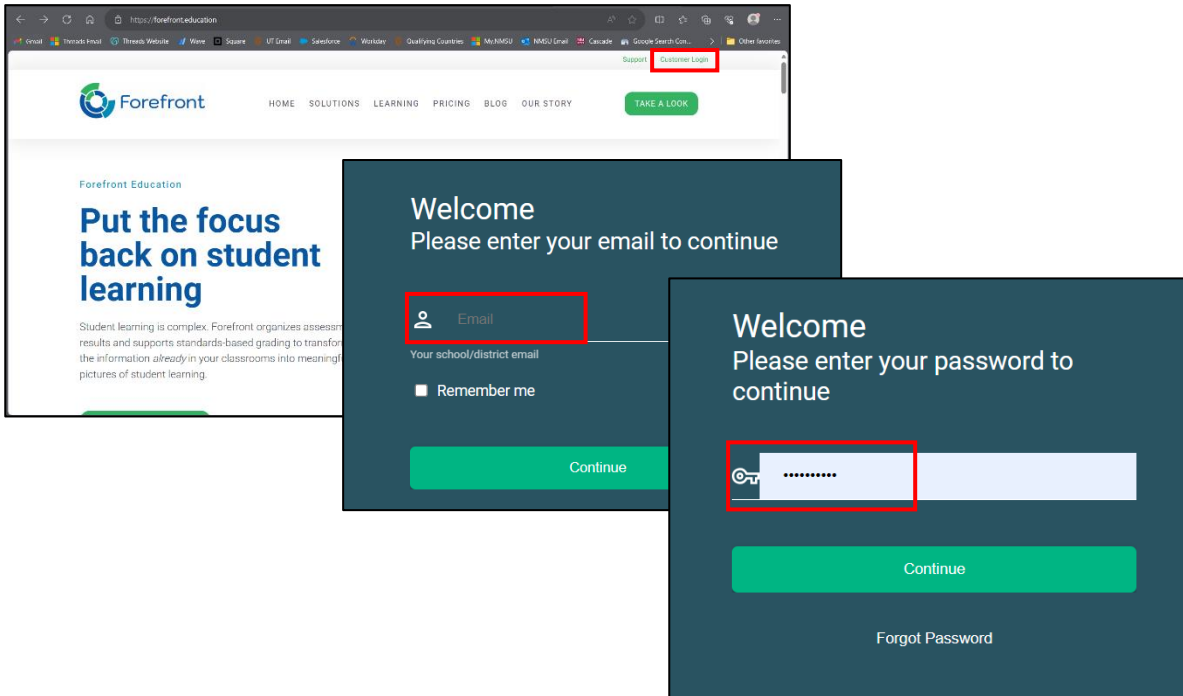 https://forefront.education
Gmail Threads Email Threads Website Wave Square UT Email Salesforce Workday Qualifying Countries My.NMSU NMSU Email Cascade Google Search Con... Other favorites
Support Customer Login
Forefront HOME SOLUTIONS LEARNING PRICING BLOG OUR STORY TAKE A LOOK
Forefront Education
Put the focus
back on student
learning
Student learning is complex. Forefront organizes assessm
results and supports standards-based grading to transfor
the information already in your classrooms into meaningf
pictures of student learning.
Welcome
Please enter your email to continue
Email
Your school/district email
Remember me
Continue
Welcome
Please enter your password to
continue
••••••••••
Continue
Forgot Password